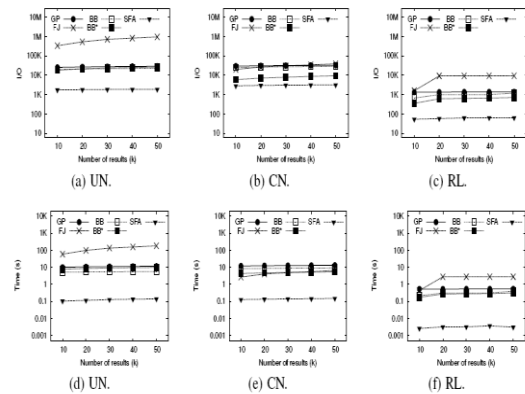 GP BB SFA
FJ BB*
1M
100K
10K
1K
100
10
I/O
10 20 30 40 50
Number of results (k)
(a) UN.
GP BB SFA
FJ BB*
1M
100K
10K
1K
100
10
I/O
10 20 30 40 50
Number of results (k)
(b) CN.
GP BB SFA
FJ BB*
1M
100K
10K
1K
100
10
I/O
10 20 30 40 50
Number of results (k)
(c) RL.
GP BB SFA
FJ BB*
10K
1K
100
10
1
0.1
0.01
0.001
Time (s)
10 20 30 40 50
Number of results (k)
(d) UN.
GP BB SFA
FJ BB*
10K
1K
100
10
1
0.1
0.01
0.001
Time (s)
10 20 30 40 50
Number of results (k)
(e) CN.
GP BB SFA
FJ BB*
10K
1K
100
10
1
0.1
0.01
0.001
Time (s)
10 20 30 40 50
Number of results (k)
(f) RL.